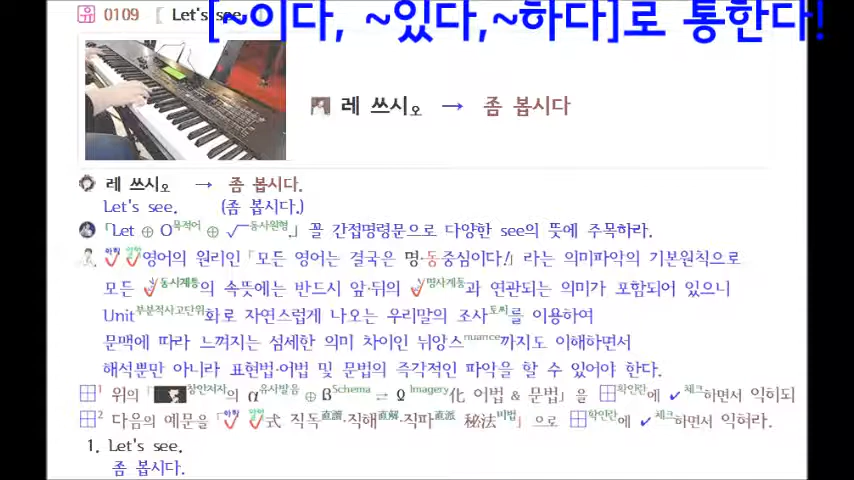 [~이다, ~있다,~하다]로 통한다!
유 0109 〖 Let's see. 〗
레 쓰시오 → 좀 봅시다
레 쓰시오 → 좀 봅시다.
Let's see. (좀 봅시다.)
「Let ⊕ O목적어 ⊕ √─동사원형.」 꼴 간접명령문으로 다양한 see의 뜻에 주목하라.
영어의 원리인 「모든 영어는 결국은 명·동중심이다!」 라는 의미파악의 기본원칙으로
모든 동사계통의 속뜻에는 반드시 앞·뒤의 명사계통과 연관되는 의미가 포함되어 있으니
Unit부분적사고단위화로 자연스럽게 나오는 우리말의 조사토씨를 이용하여
문맥에 따라 느껴지는 섬세한 의미 차이인 뉘앙스nuance까지도 이해하면서
해석뿐만 아니라 표현법·어법 및 문법의 즉각적인 파악을 할 수 있어야 한다.
1 위의 「창안저자의 α유사발음 ⊕ βSchema ⇌ Ω Imagery化 어법 & 문법」 을 확인란에 ✔체크하면서 익히되
2 다음의 예문을 「式 직독直讀·직해直解·직파直派 秘法비법」 으로 확인란에 ✔체크하면서 익혀라.
1. Let's see.
좀 봅시다.